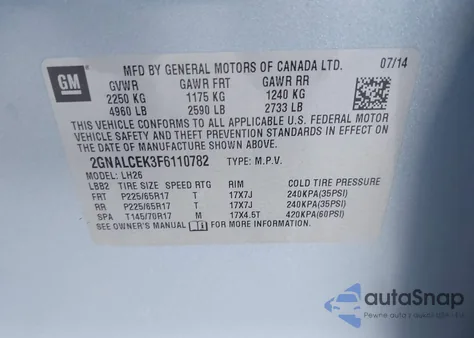 GM
MFD BY GENERAL MOTORS OF CANADA LTD. 07/14
GVWR GAWR FRT GAWR RR
2250 KG 1175 KG 1240 KG
4960 LB 2590 LB 2733 LB
THIS VEHICLE CONFORMS TO ALL APPLICABLE U.S. FEDERAL MOTOR
VEHICLE SAFETY, BUMPER, AND THEFT PREVENTION STANDARDS IN EFFECT ON
THE DATE OF MANUFACTURE SHOWN ABOVE.
2GNALCEK3F6110782 TYPE: M.P.V.
MODEL: LH26
LBB2 TIRE SIZE SPEED RTG RIM COLD TIRE PRESSURE
FRT P225/65R17 T 17X7J 240KPA(35PSI)
RR P225/65R17 T 17X7J 240KPA(35PSI)
SPA T145/70R17 M 17X4.5T 420KPA(60PSI)
SEE OWNER'S MANUAL i FOR MORE INFORMATION.
autoSnap
Pewne auta z